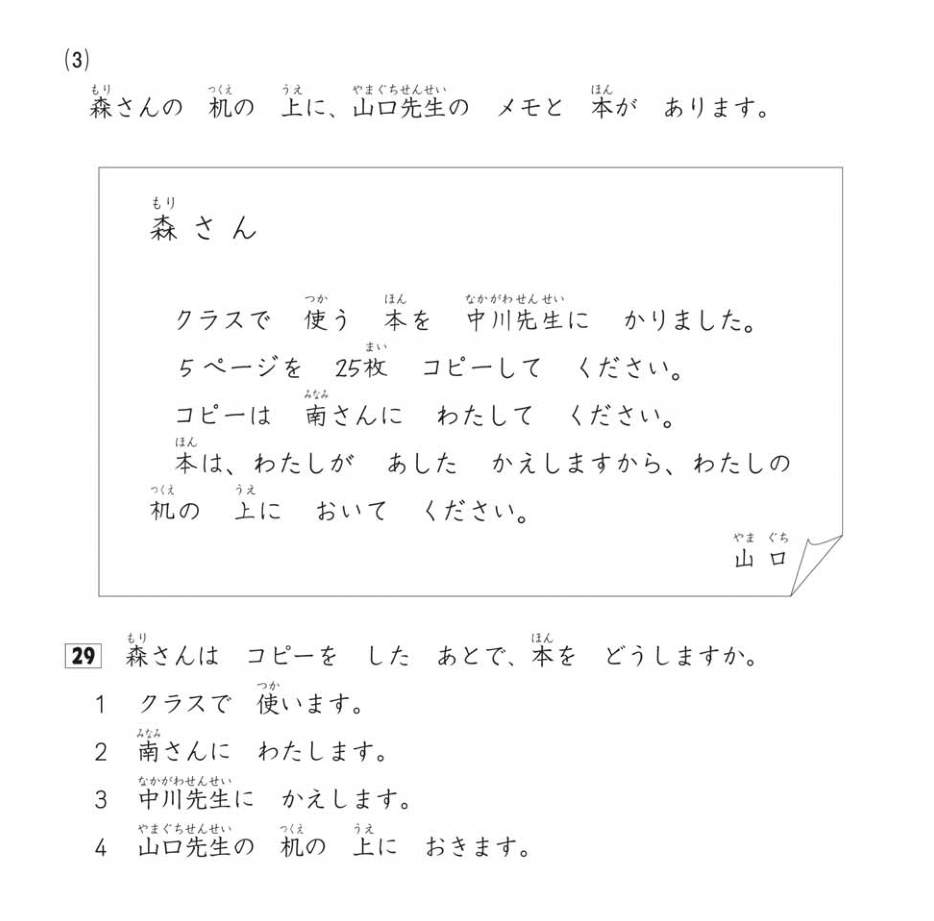 (3)
森さんの 机の 上に、山口先生の メモと 本が あります。
森さん
クラスで 使う 本を 中川先生に かりました。
5ページを 25枚 コピーして ください。
コピーは 南さんに わたして ください。
本は、わたしが あした かえしますから、わたしの
机の 上に おいて ください。
山口
29 森さんは コピーを した あとで、本を どうしますか。
1 クラスで 使います。
2 南さんに わたします。
3 中川先生に かえします。
4 山口先生の 机の 上に おきます。